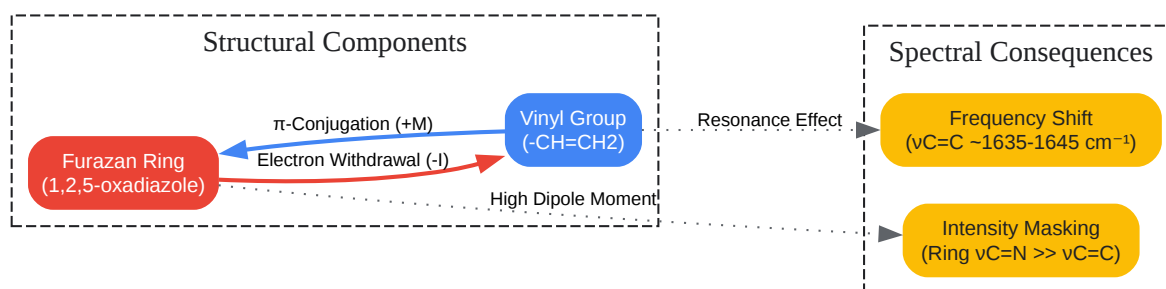 Structural Components
Spectral Consequences
π-Conjugation (+M)
Vinyl Group
(-CH=CH2)
Resonance Effect
Frequency Shift
(νC=C ~1635-1645 cm⁻¹)
Furazan Ring
(1,2,5-oxadiazole)
Electron Withdrawal (-I)
High Dipole Moment
Intensity Masking
(Ring νC=N >> νC=C)